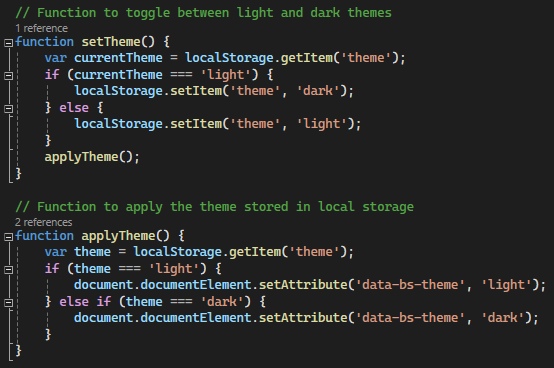 // Function to toggle between light and dark themes
1 reference
function setTheme() {
    var currentTheme = localStorage.getItem('theme');
    if (currentTheme === 'light') {
        localStorage.setItem('theme', 'dark');
    } else {
        localStorage.setItem('theme', 'light');
    }
    applyTheme();
}
// Function to apply the theme stored in local storage
2 references
function applyTheme() {
    var theme = localStorage.getItem('theme');
    if (theme === 'light') {
        document.documentElement.setAttribute('data-bs-theme', 'light');
    } else if (theme === 'dark') {
        document.documentElement.setAttribute('data-bs-theme', 'dark');
    }
}